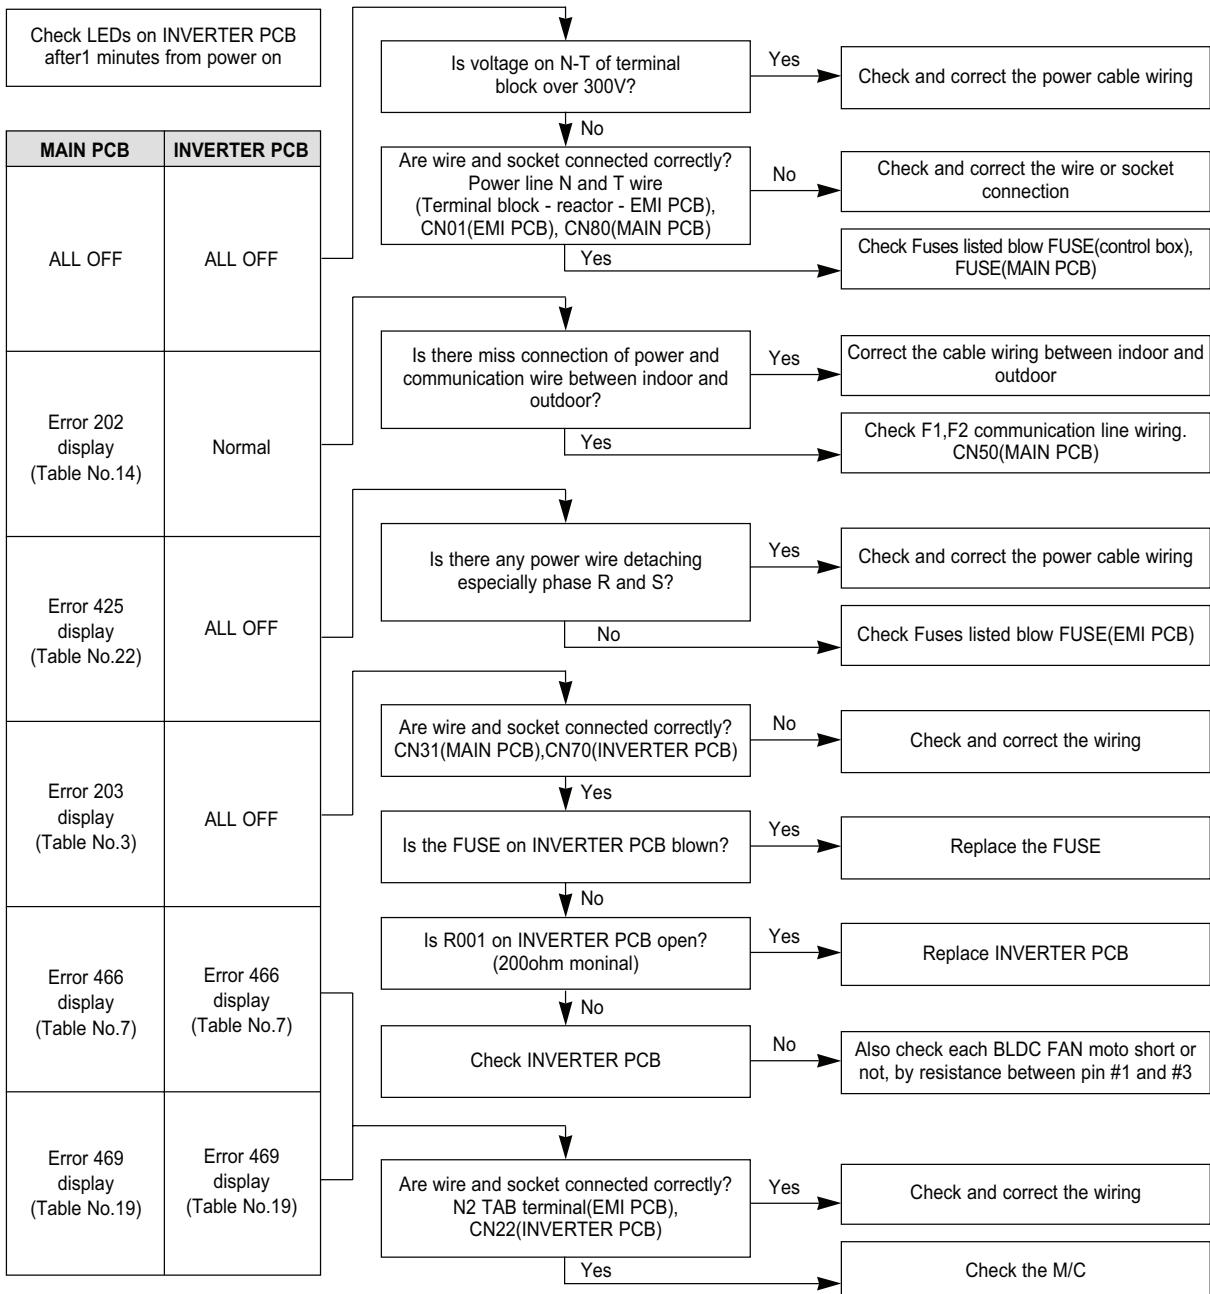 Check LEDs on INVERTER PCB
after1 minutes from power on
MAIN PCB
INVERTER PCB
ALL OFF
ALL OFF
Error 202
display
(Table No.14)
Normal
Error 425
display
(Table No.22)
ALL OFF
Error 203
display
(Table No.3)
ALL OFF
Error 466
display
(Table No.7)
Error 466
display
(Table No.7)
Error 469
display
(Table No.19)
Error 469
display
(Table No.19)
Is voltage on N-T of terminal
block over 300V?
Yes
Check and correct the power cable wiring
No
Are wire and socket connected correctly?
Power line N and T wire
(Terminal block - reactor - EMI PCB),
CN01(EMI PCB), CN80(MAIN PCB)
No
Check and correct the wire or socket
connection
Yes
Check Fuses listed blow FUSE(control box),
FUSE(MAIN PCB)
Is there miss connection of power and
communication wire between indoor and
outdoor?
Yes
Correct the cable wiring between indoor and
outdoor
Yes
Check F1,F2 communication line wiring.
CN50(MAIN PCB)
Is there any power wire detaching
especially phase R and S?
Yes
Check and correct the power cable wiring
No
Check Fuses listed blow FUSE(EMI PCB)
Are wire and socket connected correctly?
CN31(MAIN PCB),CN70(INVERTER PCB)
No
Check and correct the wiring
Yes
Is the FUSE on INVERTER PCB blown?
Yes
Replace the FUSE
No
Is R001 on INVERTER PCB open?
(200ohm moninal)
Yes
Replace INVERTER PCB
No
Check INVERTER PCB
No
Also check each BLDC FAN moto short or
not, by resistance between pin #1 and #3
Are wire and socket connected correctly?
N2 TAB terminal(EMI PCB),
CN22(INVERTER PCB)
Yes
Check and correct the wiring
Yes
Check the M/C